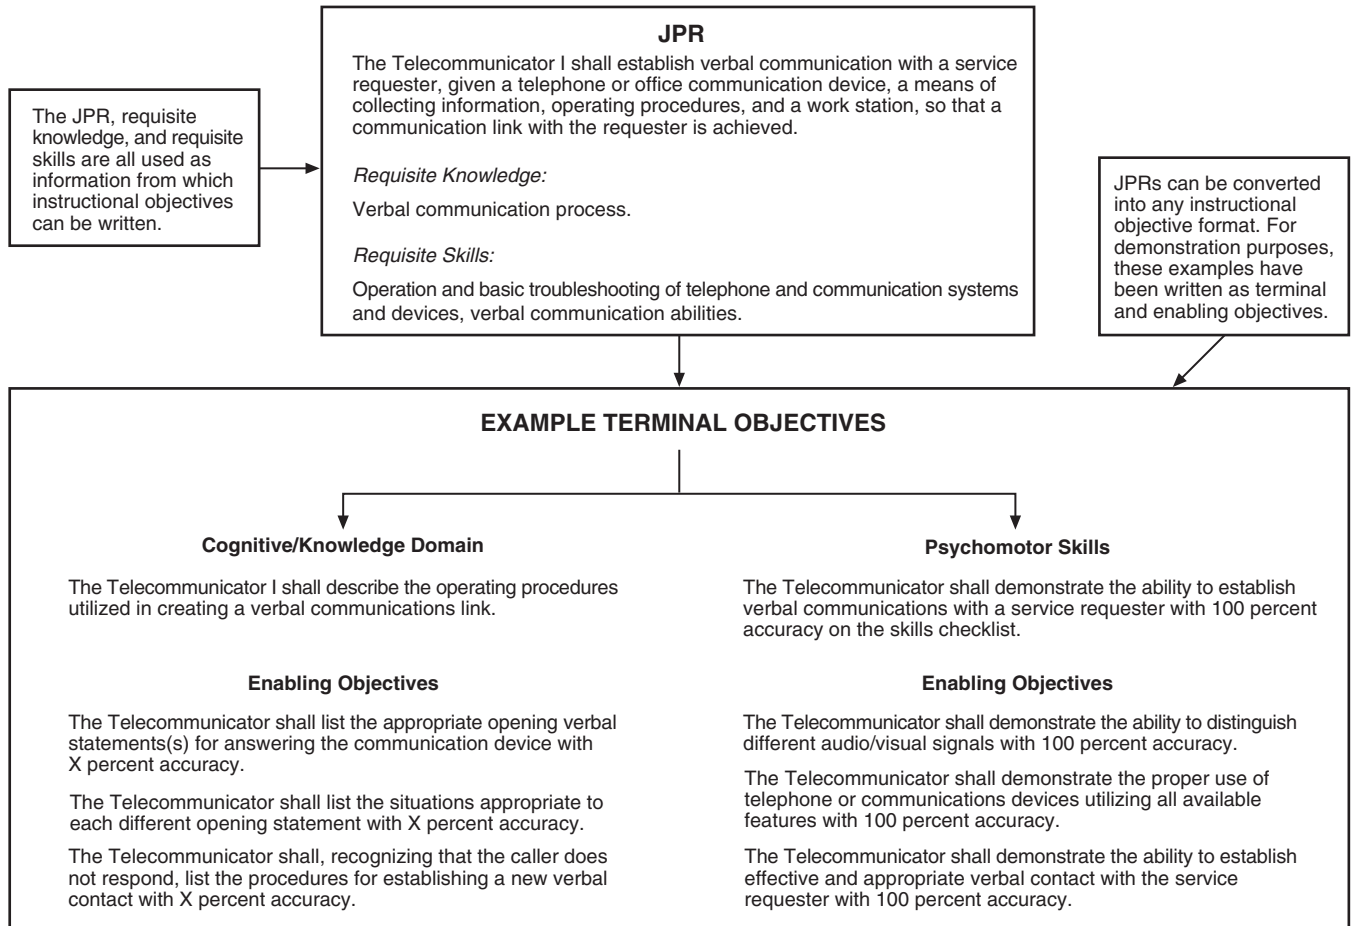 JPR
The Telecommunicator I shall establish verbal communication with a service
requester, given a telephone or office communication device, a means of
collecting information, operating procedures, and a work station, so that a
communication link with the requester is achieved.
Requisite Knowledge:
Verbal communication process.
Requisite Skills:
Operation and basic troubleshooting of telephone and communication systems
and devices, verbal communication abilities.
The JPR, requisite
knowledge, and requisite
skills are all used as
information from which
instructional objectives
can be written.
JPRs can be converted
into any instructional
objective format. For
demonstration purposes,
these examples have
been written as terminal
and enabling objectives.
EXAMPLE TERMINAL OBJECTIVES
Cognitive/Knowledge Domain
The Telecommunicator I shall describe the operating procedures
utilized in creating a verbal communications link.
Enabling Objectives
The Telecommunicator shall list the appropriate opening verbal
statements(s) for answering the communication device with
X percent accuracy.
The Telecommunicator shall list the situations appropriate to
each different opening statement with X percent accuracy.
The Telecommunicator shall, recognizing that the caller does
not respond, list the procedures for establishing a new verbal
contact with X percent accuracy.
Psychomotor Skills
The Telecommunicator shall demonstrate the ability to establish
verbal communications with a service requester with 100 percent
accuracy on the skills checklist.
Enabling Objectives
The Telecommunicator shall demonstrate the ability to distinguish
different audio/visual signals with 100 percent accuracy.
The Telecommunicator shall demonstrate the proper use of
telephone or communications devices utilizing all available
features with 100 percent accuracy.
The Telecommunicator shall demonstrate the ability to establish
effective and appropriate verbal contact with the service
requester with 100 percent accuracy.